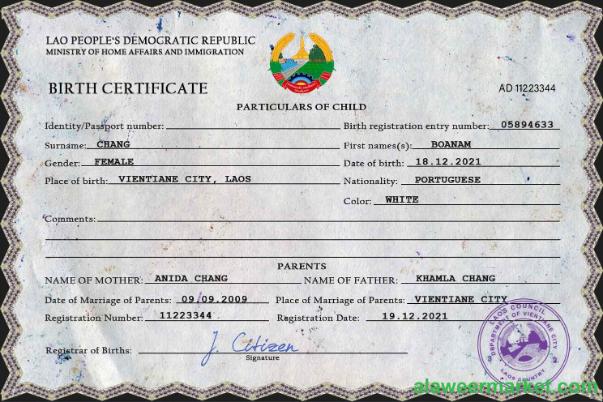 LAO PEOPLE'S DEMOCRATIC REPUBLIC
MINISTRY OF HOME AFFAIRS AND IMMIGRATION
BIRTH CERTIFICATE
AD 11223344
PARTICULARS OF CHILD
Identity/Passport number: Birth registration entry number: 05894633
Surname: CHANG First names(s): BOANAM
Gender: FEMALE Date of birth: 18.12.2021
Place of birth: VIENTIANE CITY, LAOS Nationality: PORTUGUESE
Color: WHITE
Comments:
PARENTS
NAME OF MOTHER: ANIDA CHANG NAME OF FATHER: KHAMLA CHANG
Date of Marriage of Parents: 09.09.2009 Place of Marriage of Parents: VIENTIANE CITY
Registration Number: 11223344 Registration Date: 19.12.2021
Registrar of Births: J. Citizen
Signature
LAOS COUNCIL
DEPARTMENT OF VIENTIANE CITY
LAOS COUNTRY
alaweermarket.com